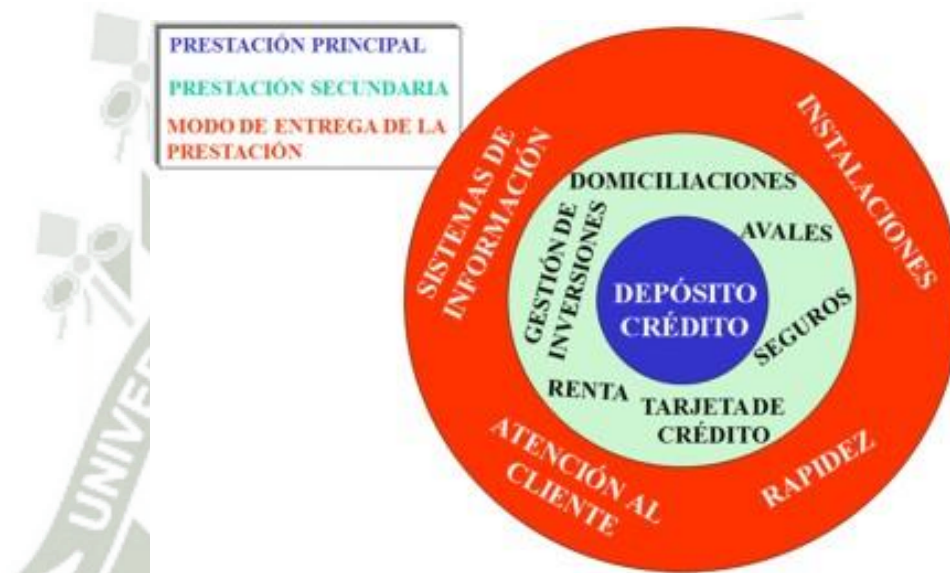 PRESTACIÓN PRINCIPAL
PRESTACIÓN SECUNDARIA
MODO DE ENTREGA DE LA
PRESTACIÓN
SISTEMAS DE
INFORMACIÓN
INSTALACIONES
DOMICILIACIONES
AVALES
GESTIÓN DE
INVERSIONES
DEPÓSITO
CRÉDITO
SEGUROS
RENTA
TARJETA DE
CRÉDITO
ATENCIÓN AL
CLIENTE
RAPIDEZ